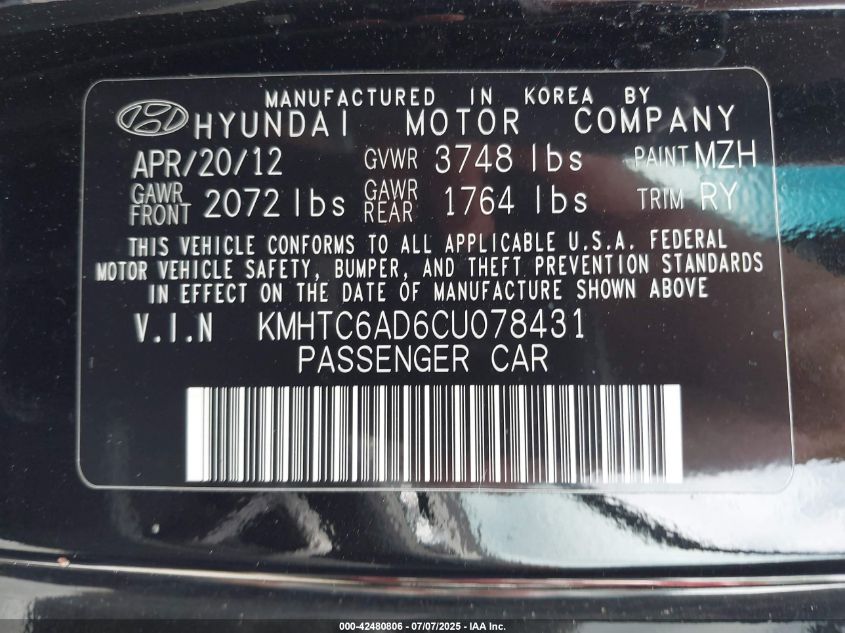 MANUFACTURED IN KOREA BY
HYUNDAI MOTOR COMPANY
APR/20/12 GVWR 3748 lbs PAINT MZH
GAWR FRONT 2072 lbs GAWR REAR 1764 lbs TRIM RY
THIS VEHICLE CONFORMS TO ALL APPLICABLE U.S.A. FEDERAL
MOTOR VEHICLE SAFETY, BUMPER, AND THEFT PREVENTION STANDARDS
IN EFFECT ON THE DATE OF MANUFACTURE SHOWN ABOVE
V.I.N KMHTC6AD6CU078431
PASSENGER CAR
000-42480806 - 07/07/2025 - IAA Inc.